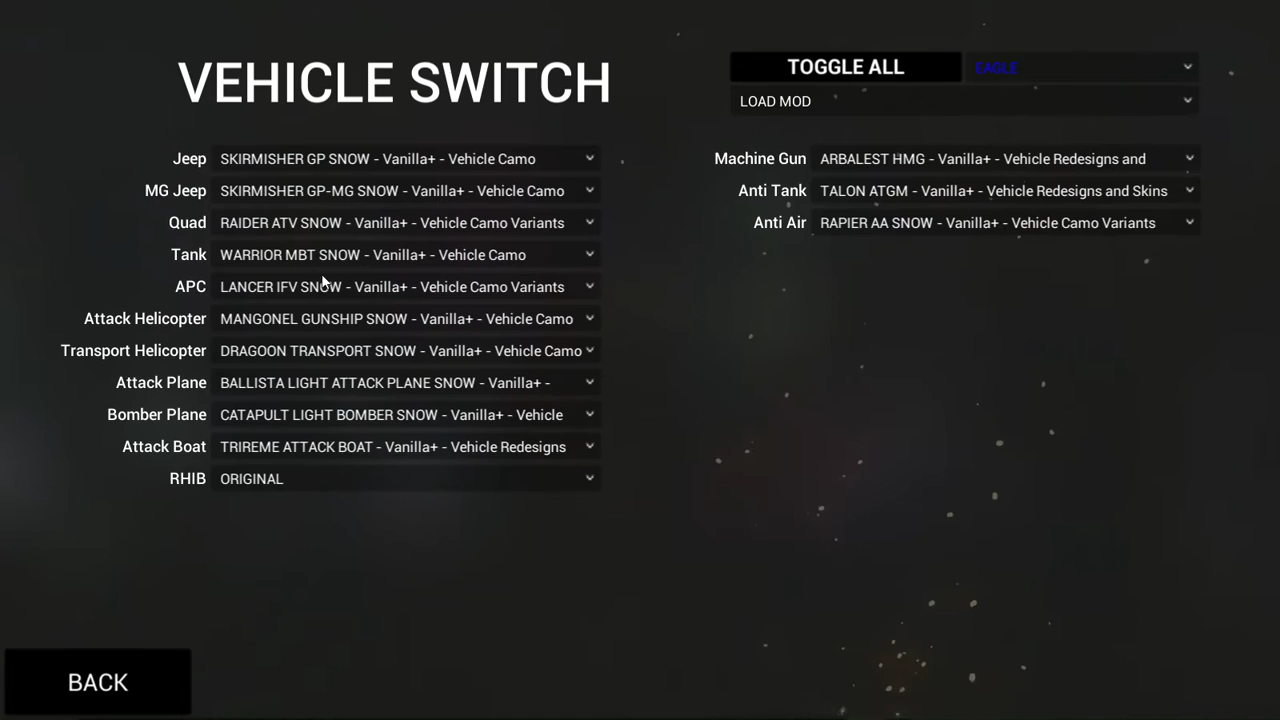 VEHICLE SWITCH
TOGGLE ALL
EAGLE
LOAD MOD
Jeep SKIRMISHER GP SNOW - Vanilla+ - Vehicle Camo
MG Jeep SKIRMISHER GP-MG SNOW - Vanilla+ - Vehicle Camo
Quad RAIDER ATV SNOW - Vanilla+ - Vehicle Camo Variants
Tank WARRIOR MBT SNOW - Vanilla+ - Vehicle Camo
APC LANCER IFV SNOW - Vanilla+ - Vehicle Camo Variants
Attack Helicopter MANGONEL GUNSHIP SNOW - Vanilla+ - Vehicle Camo
Transport Helicopter DRAGOON TRANSPORT SNOW - Vanilla+ - Vehicle Camo
Attack Plane BALLISTA LIGHT ATTACK PLANE SNOW - Vanilla+ -
Bomber Plane CATAPULT LIGHT BOMBER SNOW - Vanilla+ - Vehicle
Attack Boat TRIREME ATTACK BOAT - Vanilla+ - Vehicle Redesigns
RHIB ORIGINAL
Machine Gun ARBALEST HMG - Vanilla+ - Vehicle Redesigns and
Anti Tank TALON ATGM - Vanilla+ - Vehicle Redesigns and Skins
Anti Air RAPIER AA SNOW - Vanilla+ - Vehicle Camo Variants
BACK